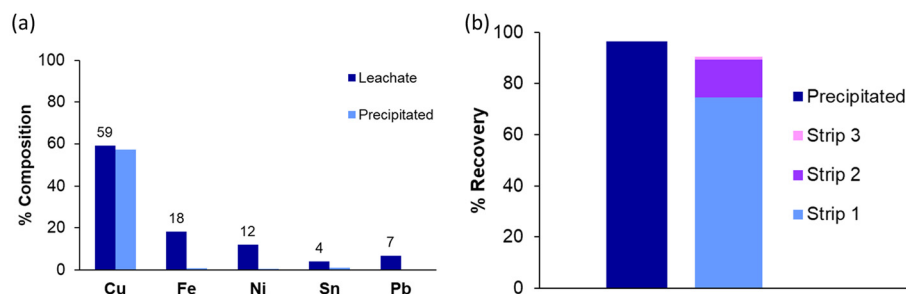 (a)
% Composition
100
80
60
40
20
0
59
18
12
4
7
Cu Fe Ni Sn Pb
Leachate
Precipitated
(b)
% Recovery
100
80
60
40
20
0
Precipitated
Strip 3
Strip 2
Strip 1